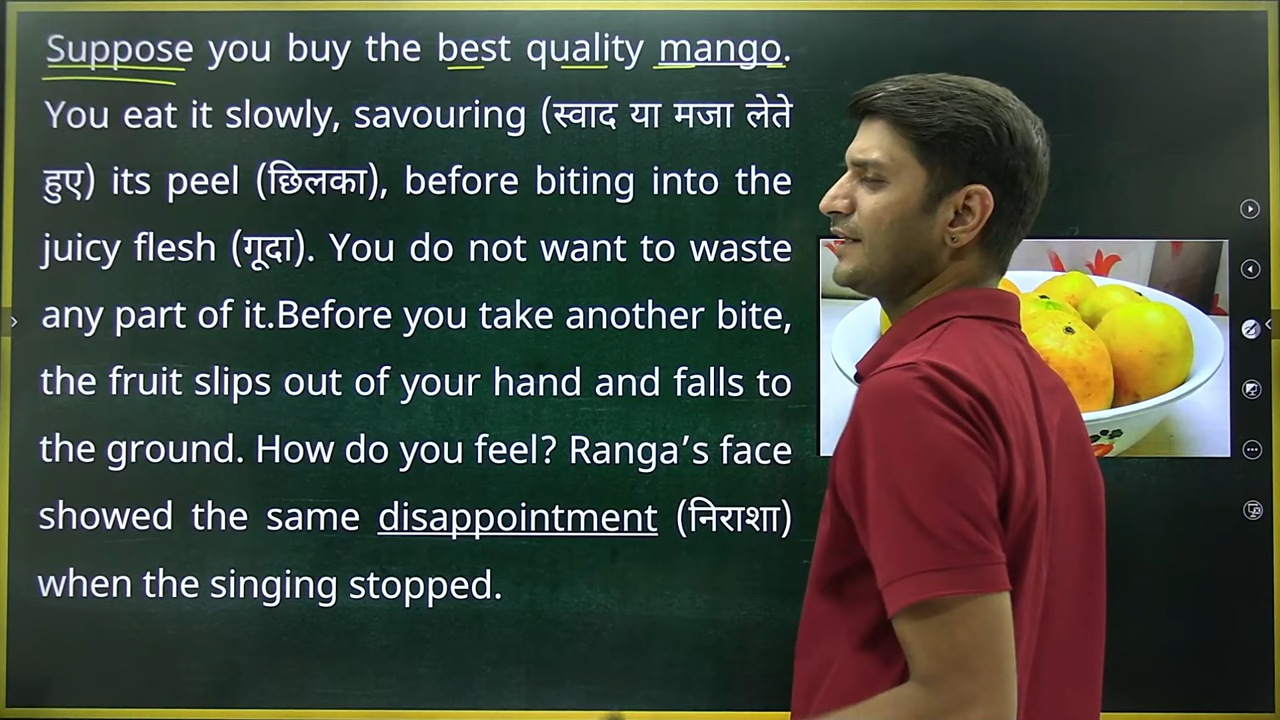 Suppose you buy the best quality mango.
You eat it slowly, savouring (स्वाद या मजा लेते
हुए) its peel (छिलका), before biting into the
juicy flesh (गूदा). You do not want to waste
any part of it.Before you take another bite,
the fruit slips out of your hand and falls to
the ground. How do you feel? Ranga’s face
showed the same disappointment (निराशा)
when the singing stopped.